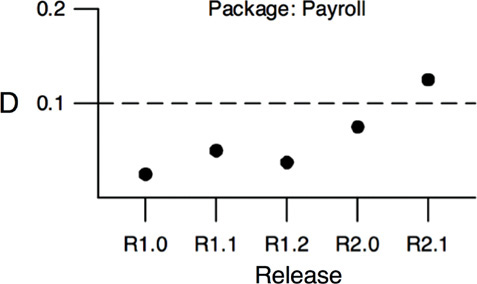 Package: Payroll
0.2
D
0.1
R1.0 R1.1 R1.2 R2.0 R2.1
Release